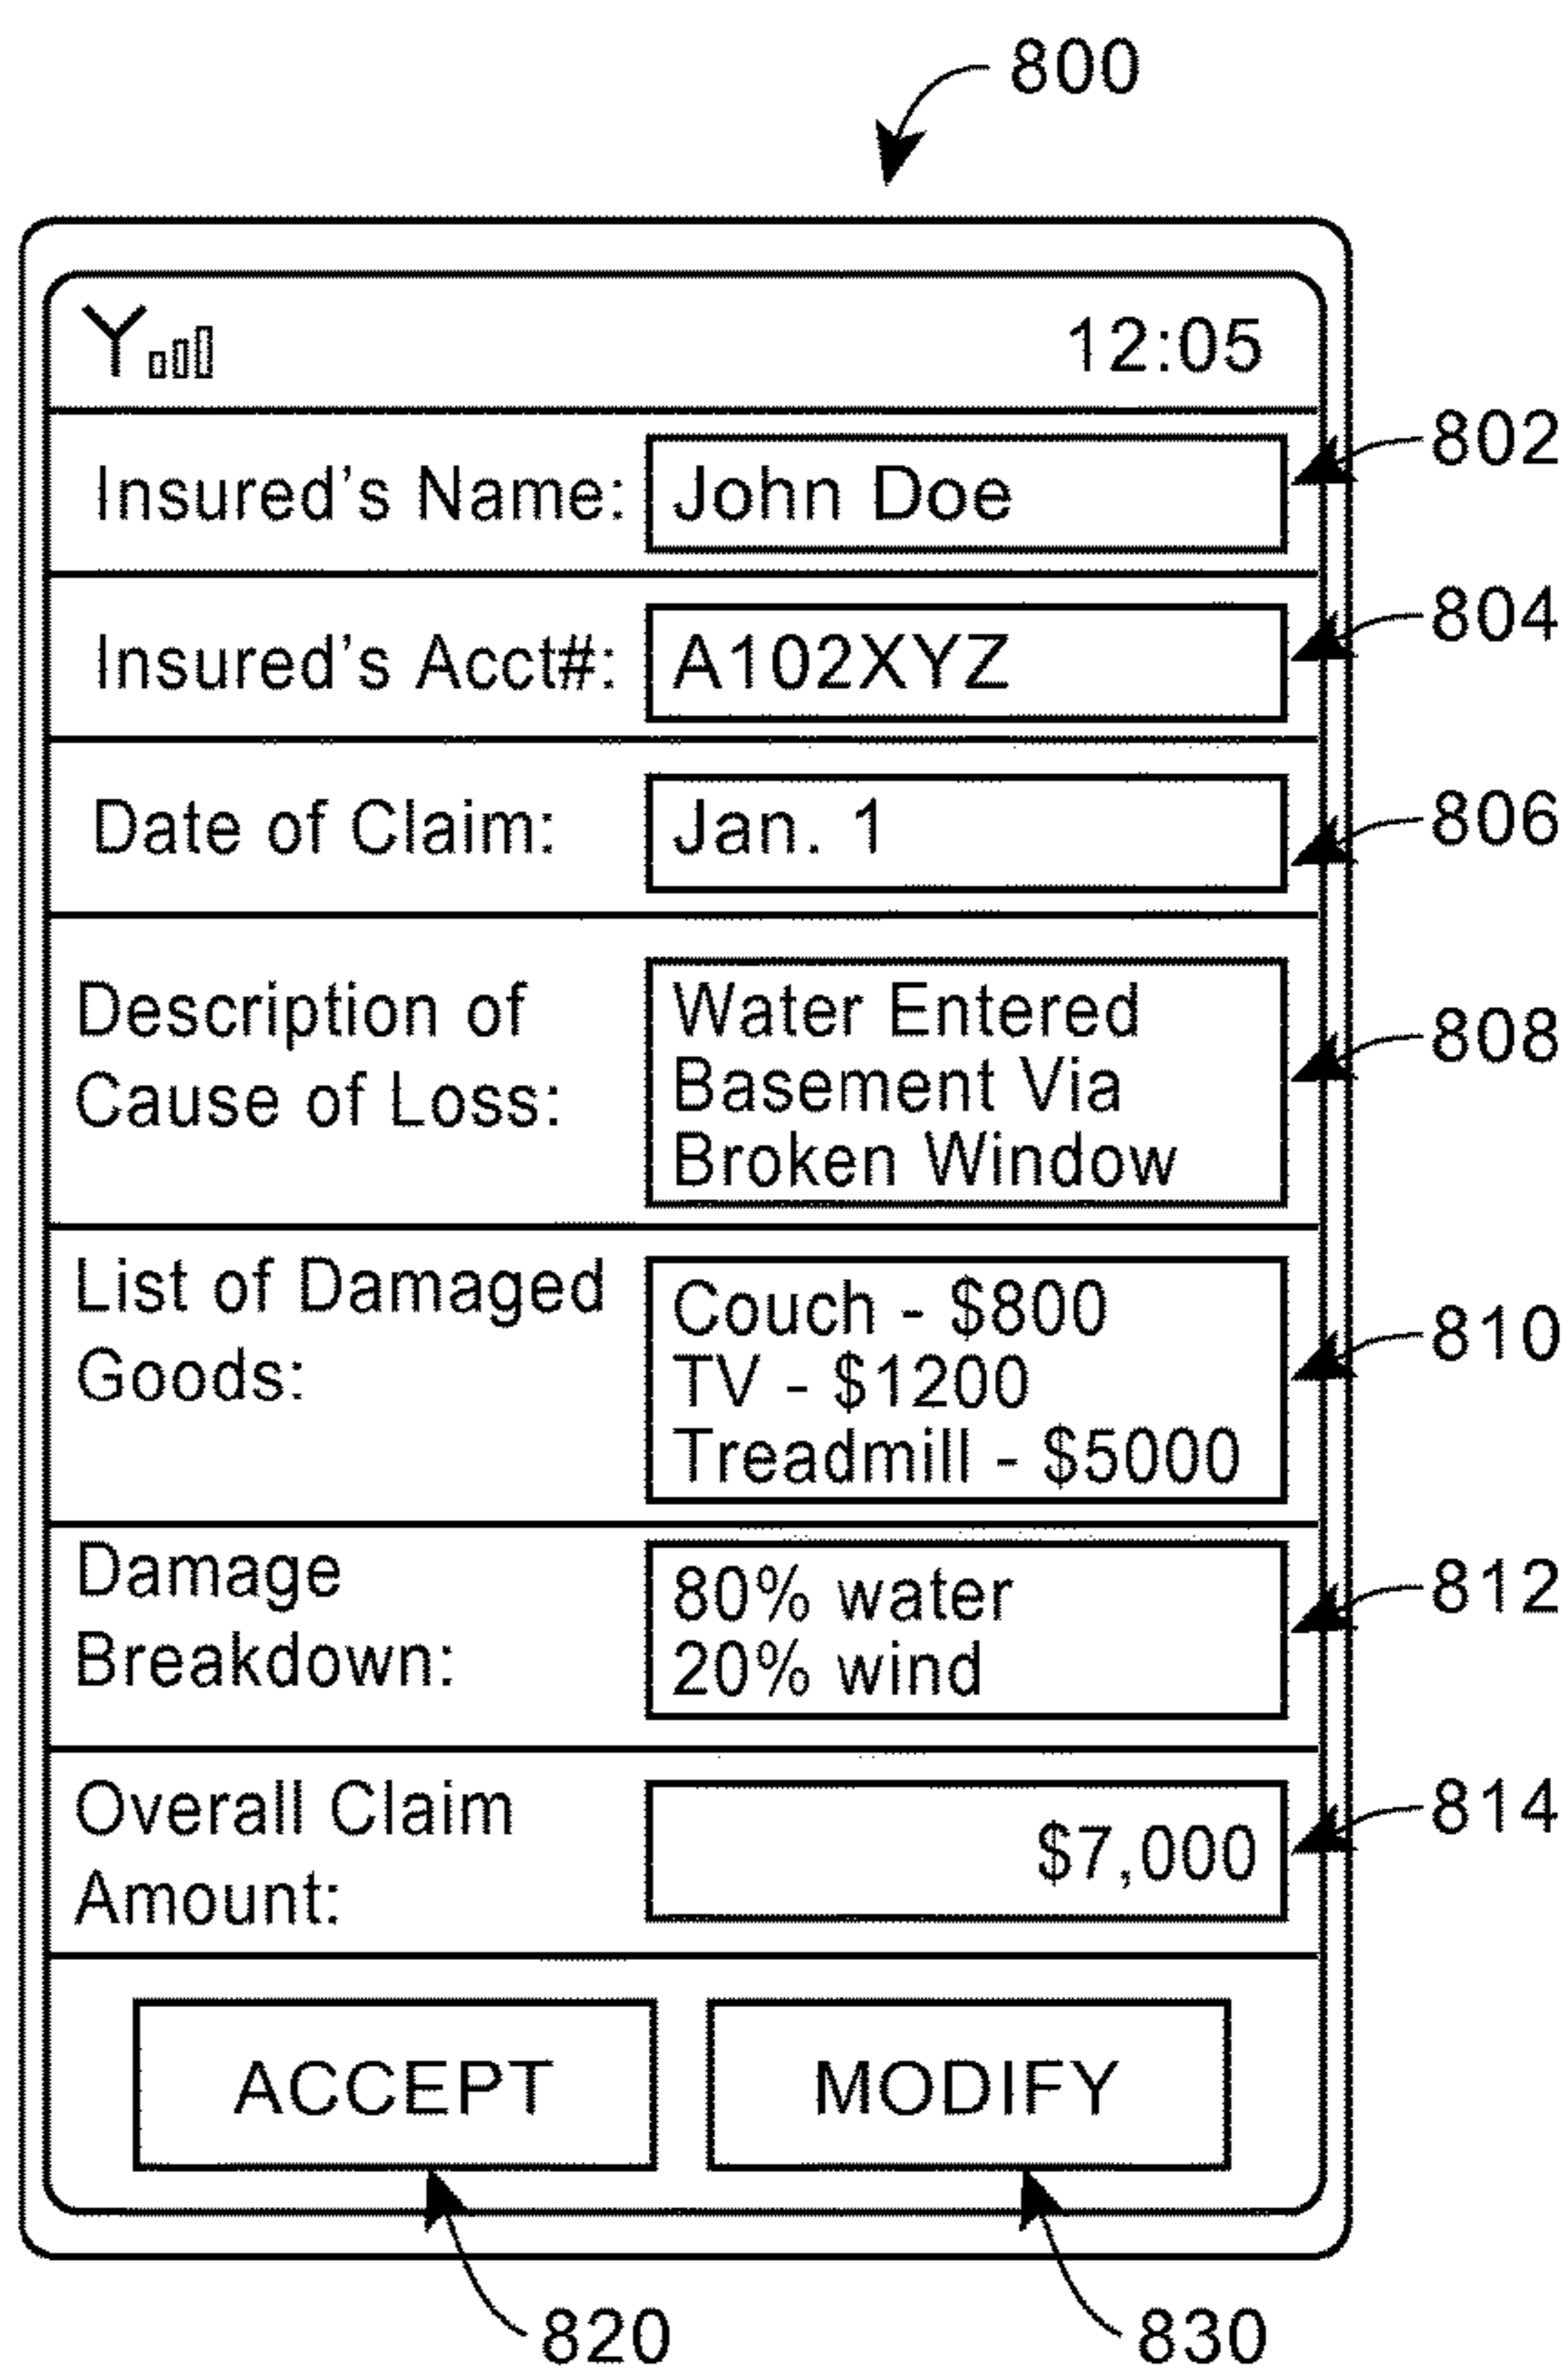 800
12:05
Insured's Name: John Doe 802
Insured's Acct#: A102XYZ 804
Date of Claim: Jan. 1 806
Description of
Cause of Loss:
Water Entered
Basement Via
Broken Window
808
List of Damaged
Goods:
Couch - $800
TV - $1200
Treadmill - $5000
810
Damage
Breakdown:
80% water
20% wind
812
Overall Claim
Amount:
$7,000
814
ACCEPT MODIFY
820 830